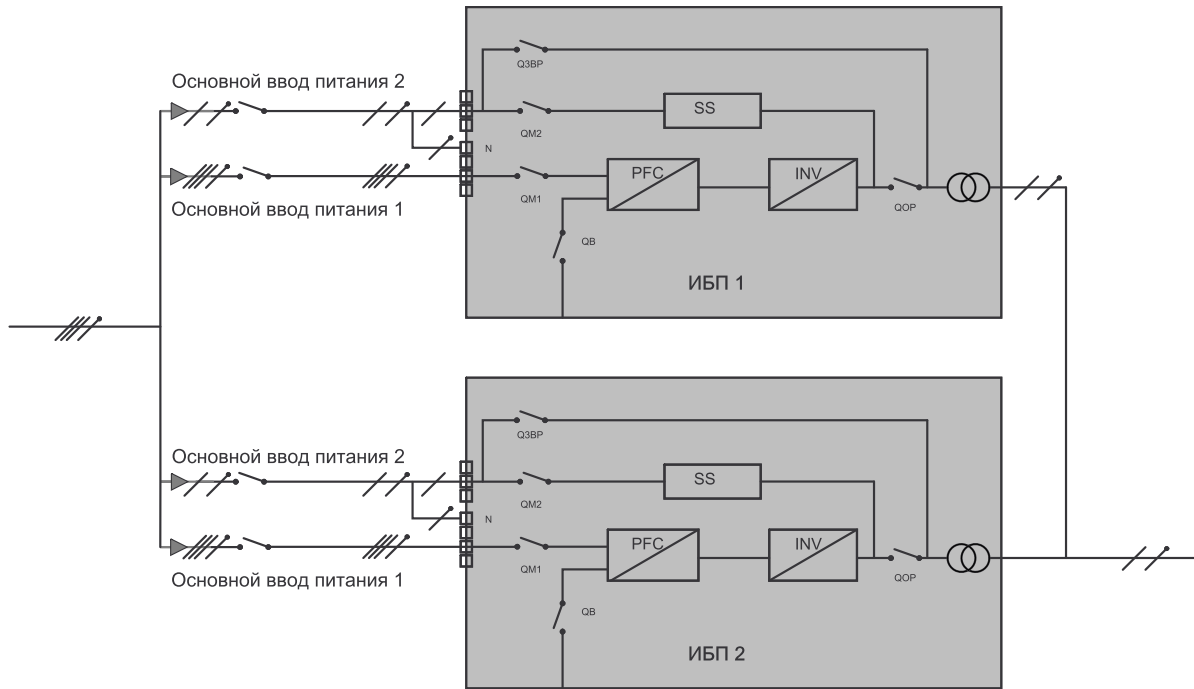 Q3BP
Основной ввод питания 2
SS
QM2
N
PFC
INV
Основной ввод питания 1
QM1
QOP
QB
ИБП 1
Q3BP
Основной ввод питания 2
SS
QM2
N
PFC
INV
QM1
QOP
Основной ввод питания 1
QB
ИБП 2